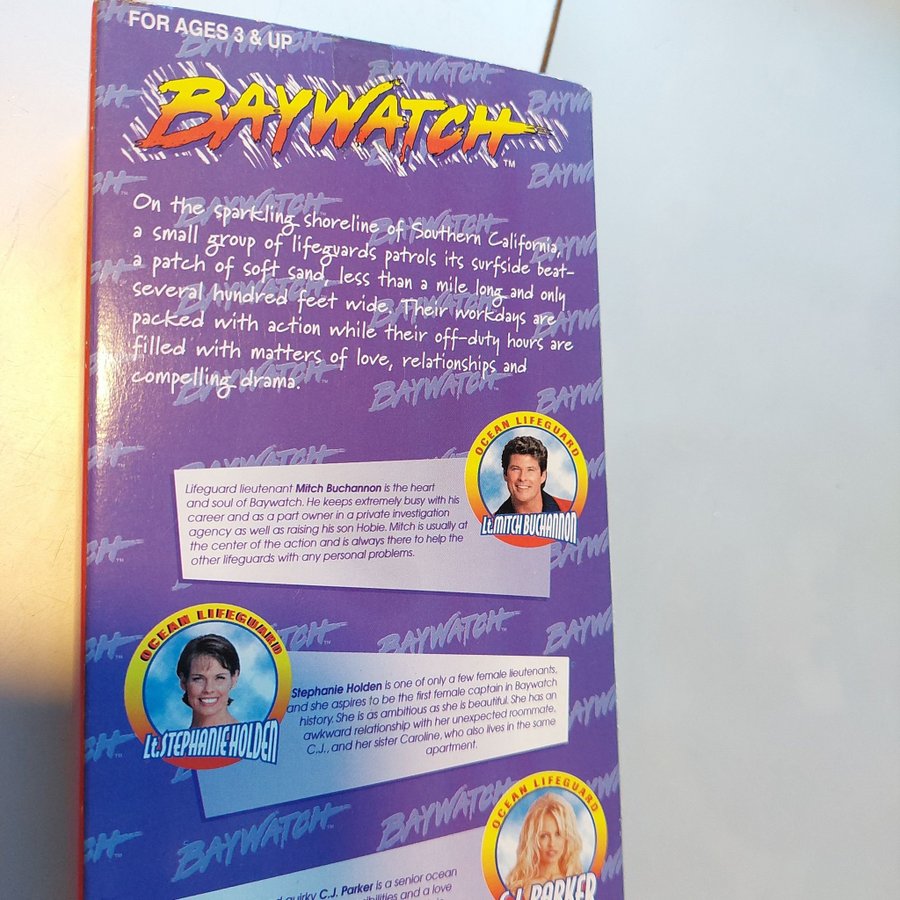 FOR AGES 3 & UP
BAYWATCH™
On the sparkling shoreline of Southern California,
a small group of lifeguards patrols its surfside beat–
a patch of soft sand, less than a mile long and only
several hundred feet wide. Their workdays are
packed with action while their off-duty hours are
filled with matters of love, relationships and
compelling drama.
OCEAN LIFEGUARD
Lt. MITCH BUCHANNON
Lifeguard lieutenant Mitch Buchannon is the heart
and soul of Baywatch. He keeps extremely busy with his
career and as a part owner in a private investigation
agency as well as raising his son Hobie. Mitch is usually at
the center of the action and is always there to help the
other lifeguards with any personal problems.
OCEAN LIFEGUARD
Lt. STEPHANIE HOLDEN
Stephanie Holden is one of only a few female lieutenants,
and she aspires to be the first female captain in Baywatch
history. She is as ambitious as she is beautiful. She has an
awkward relationship with her unexpected roommate,
C.J., and her sister Caroline, who also lives in the same
apartment.
OCEAN LIFEGUARD
C.J. PARKER
quirky C.J. Parker is a senior ocean
and a love